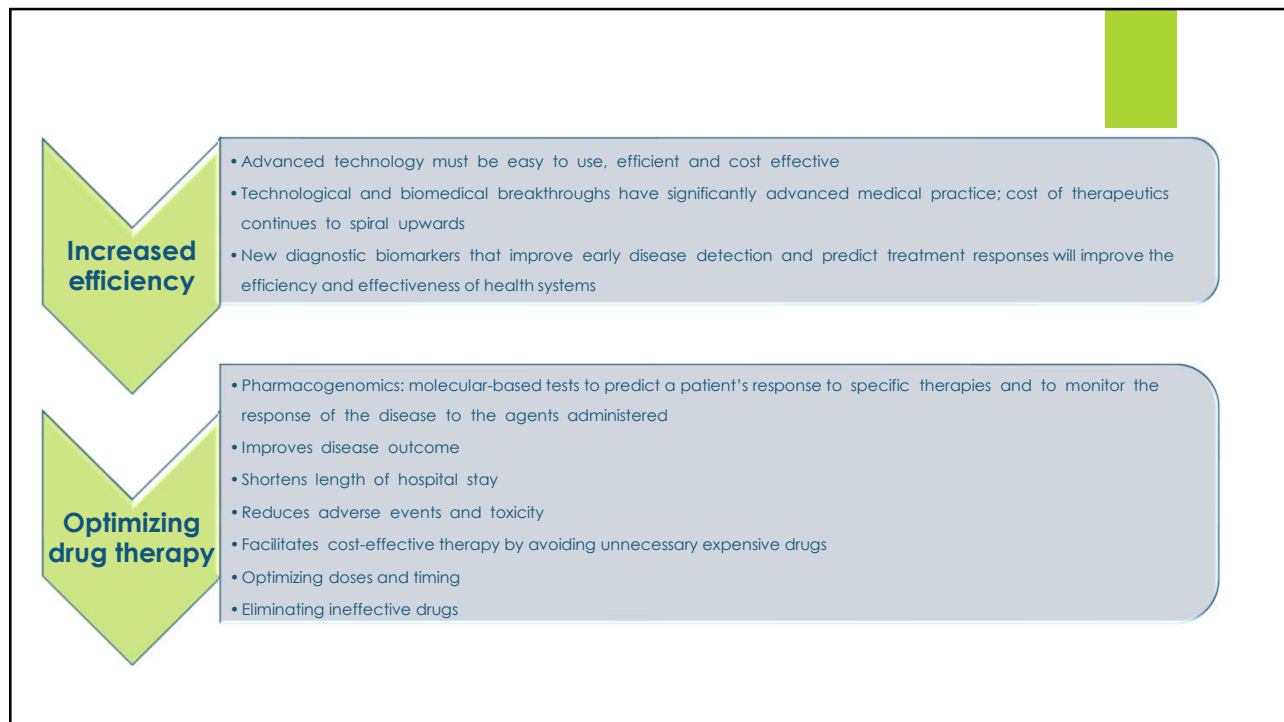 Increased
efficiency
• Advanced technology must be easy to use, efficient and cost effective
• Technological and biomedical breakthroughs have significantly advanced medical practice; cost of therapeutics
continues to spiral upwards
• New diagnostic biomarkers that improve early disease detection and predict treatment responses will improve the
efficiency and effectiveness of health systems
Optimizing
drug therapy
• Pharmacogenomics: molecular-based tests to predict a patient’s response to specific therapies and to monitor the
response of the disease to the agents administered
• Improves disease outcome
• Shortens length of hospital stay
• Reduces adverse events and toxicity
• Facilitates cost-effective therapy by avoiding unnecessary expensive drugs
• Optimizing doses and timing
• Eliminating ineffective drugs